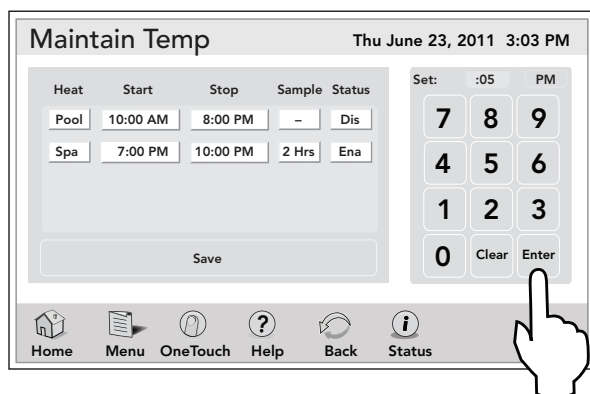 Maintain Temp Thu June 23, 2011 3:03 PM
Heat Start Stop Sample Status
Pool 10:00 AM 8:00 PM – Dis
Spa 7:00 PM 10:00 PM 2 Hrs Ena
Save
Set: :05 PM
7 8 9
4 5 6
1 2 3
0 Clear Enter
Home Menu OneTouch Help Back Status